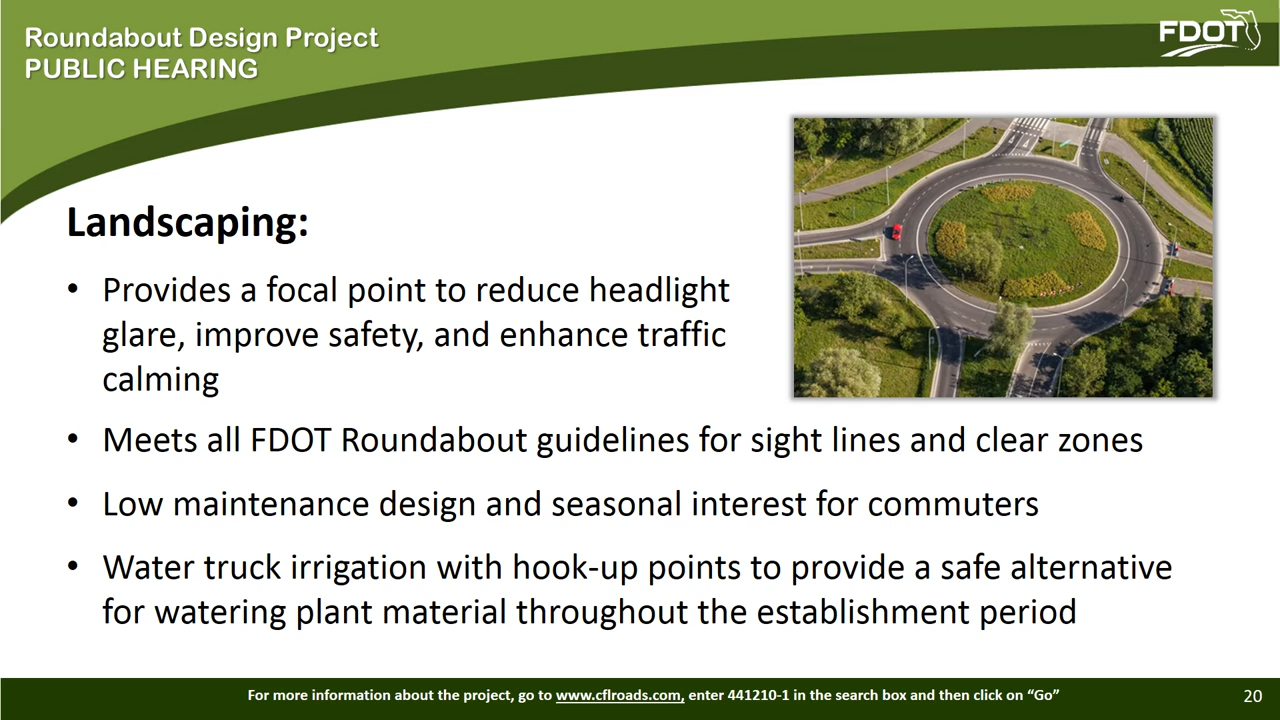 Roundabout Design Project
PUBLIC HEARING
FDOT
Landscaping:
• Provides a focal point to reduce headlight
glare, improve safety, and enhance traffic
calming
• Meets all FDOT Roundabout guidelines for sight lines and clear zones
• Low maintenance design and seasonal interest for commuters
• Water truck irrigation with hook-up points to provide a safe alternative
for watering plant material throughout the establishment period
For more information about the project, go to www.cflroads.com, enter 441210-1 in the search box and then click on “Go”
20